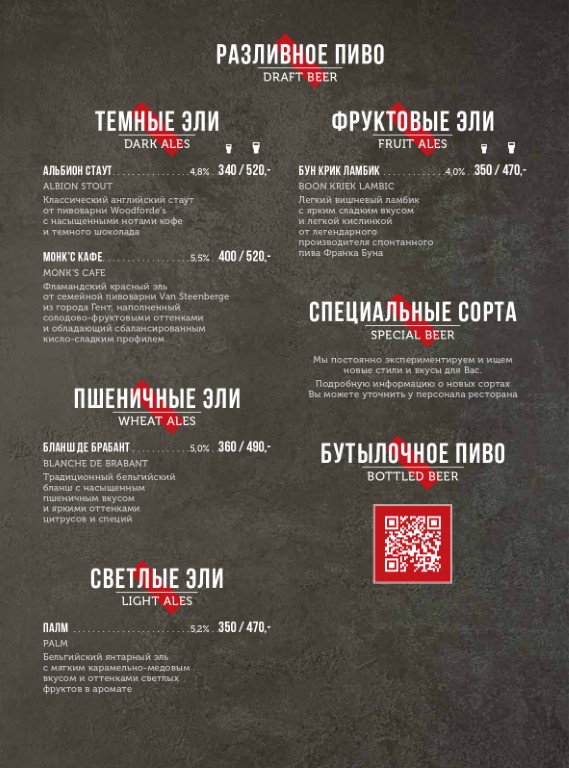 РАЗЛИВНОЕ ПИВО
DRAFT BEER
ТЕМНЫЕ ЭЛИ
DARK ALES
АЛЬБИОН СТАУТ 4,8% 340 / 520,-
ALBION STOUT
Классический английский стаут
от пивоварни Woodforde's
с насыщенными нотами кофе
и темного шоколада
МОНК'С КАФЕ 5,5% 400 / 520,-
MONK'S CAFE
Фламандский красный эль
от семейной пивоварни Van Steenberge
из города Гент, наполненный
солодово-фруктовыми оттенками
и обладающий сбалансированным
кисло-сладким профилем
ПШЕНИЧНЫЕ ЭЛИ
WHEAT ALES
БЛАНШ ДЕ БРАБАНТ 5,0% 360 / 490,-
BLANCHE DE BRABANT
Традиционный бельгийский
бланш с насыщенным
пшеничным вкусом
и яркими оттенками
цитрусов и специй
СВЕТЛЫЕ ЭЛИ
LIGHT ALES
ПАЛМ 5,2% 350 / 470,-
PALM
Бельгийский янтарный эль
с мягким карамельно-медовым
вкусом и оттенками светлых
фруктов в аромате
ФРУКТОВЫЕ ЭЛИ
FRUIT ALES
БУН КРИК ЛАМБИК 4,0% 350 / 470,-
BOON KRIEK LAMBIC
Легкий вишневый ламбик
с ярким сладким вкусом
и легкой кислинкой
от легендарного
производителя спонтанного
пива Франка Буна
СПЕЦИАЛЬНЫЕ СОРТА
SPECIAL BEER
Мы постоянно экспериментируем и ищем
новые стили и вкусы для Вас.
Подробную информацию о новых сортах
Вы можете уточнить у персонала ресторана
БУТЫЛОЧНОЕ ПИВО
BOTTLED BEER